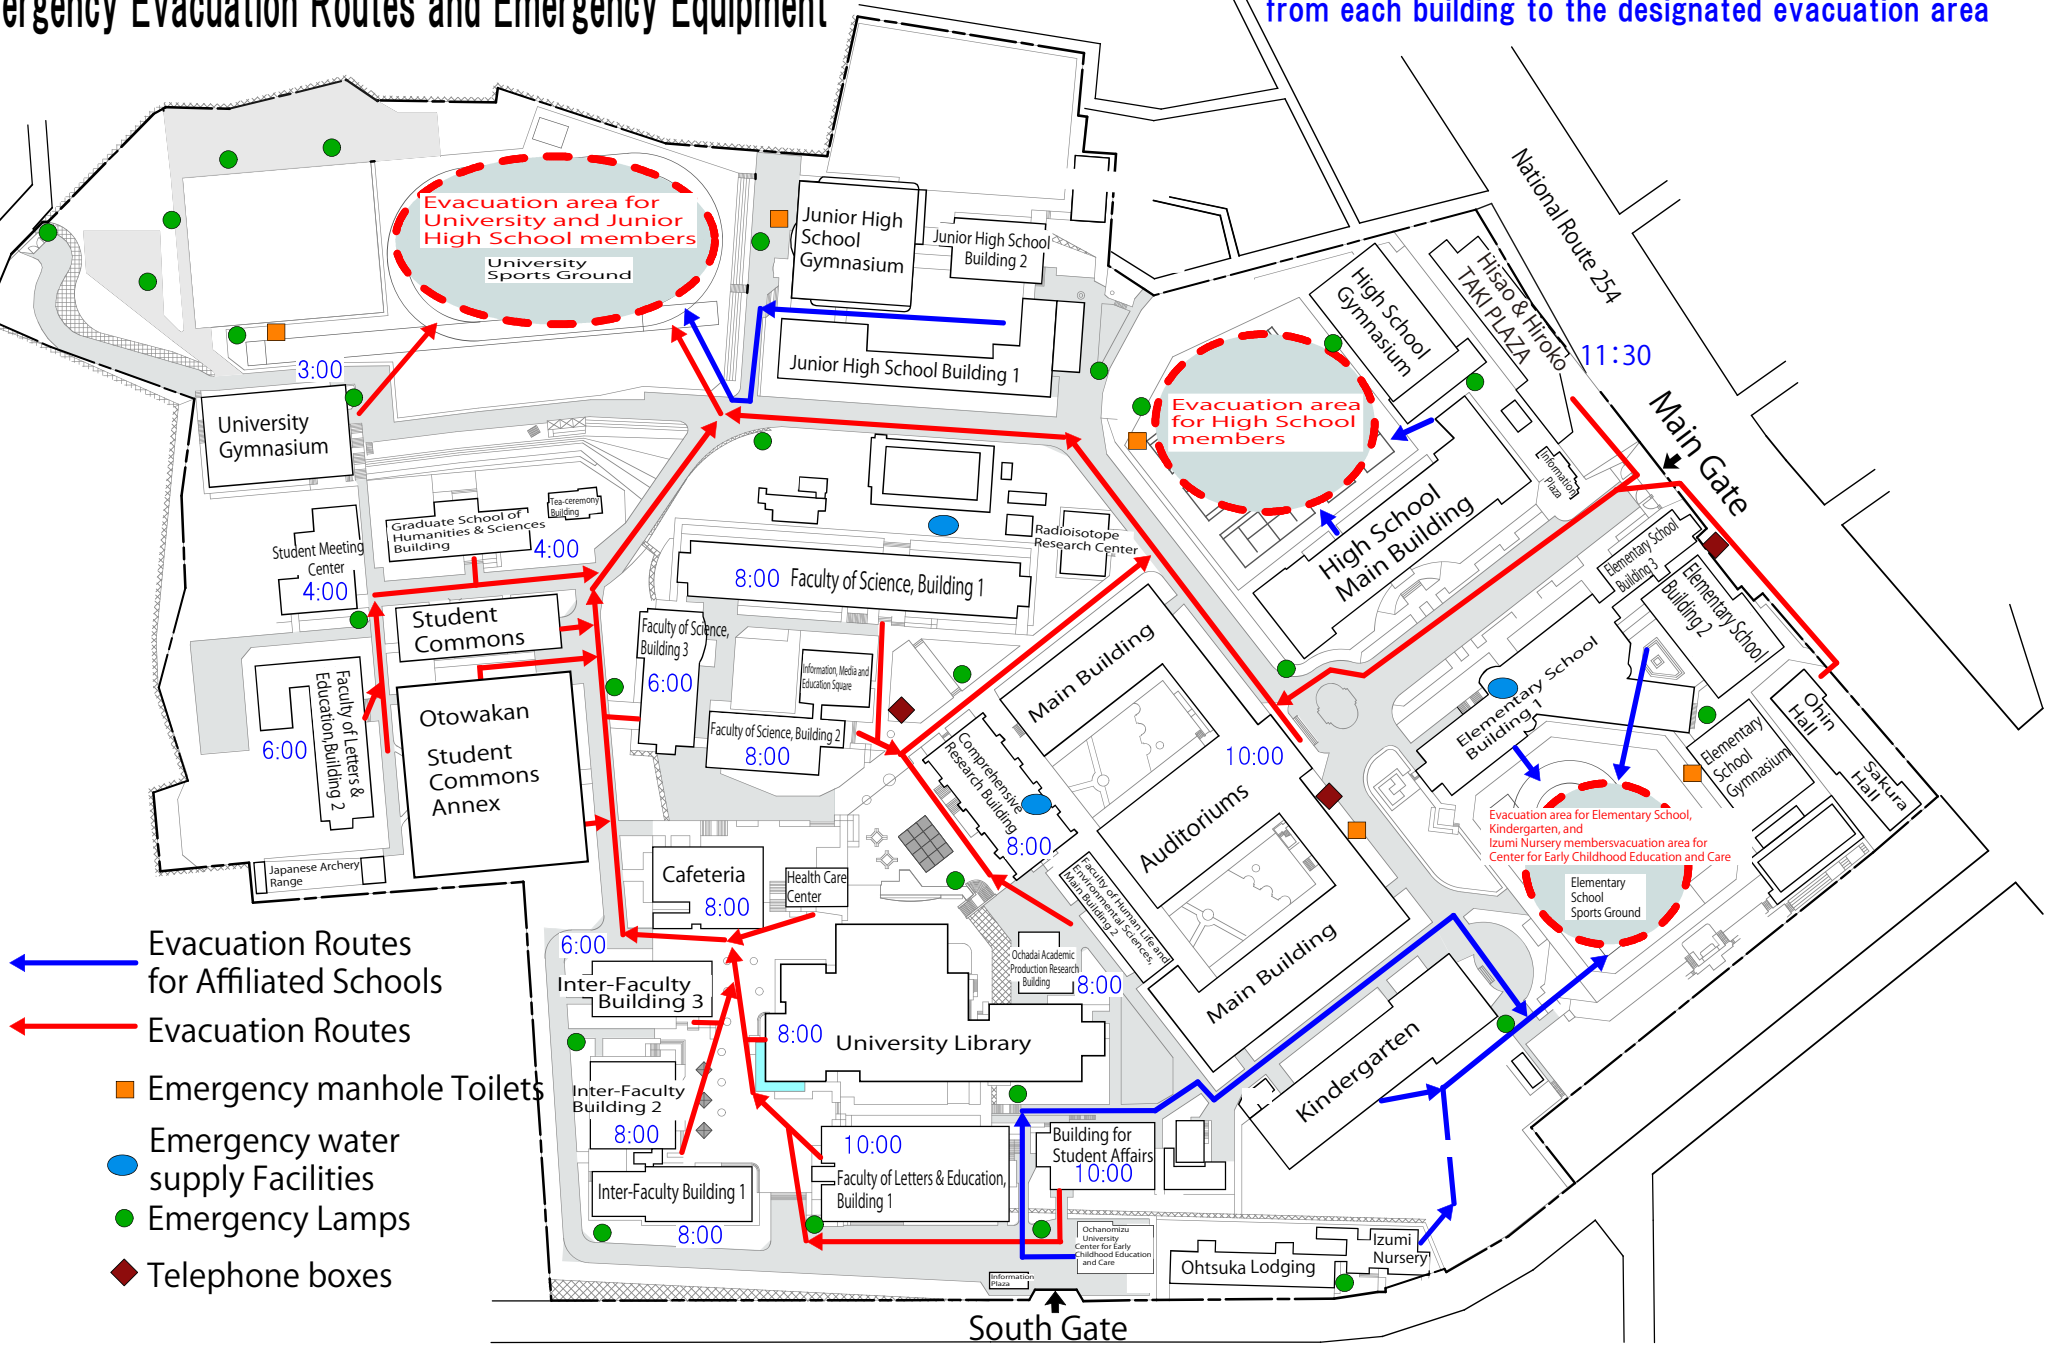 ergency Evacuation Routes and Emergency Equipment
from each building to the designated evacuation area
National Route 254
Evacuation area for
University and Junior
High School members
University
Sports Ground
Junior High
School
Gymnasium
Junior High School
Building 2
Junior High School Building 1
High School
Gymnasium
Hisao & Hiroko
TAKI PLAZA
11:30
Main Gate
Evacuation area
for High School
members
Information
Plaza
High School
Main Building
3:00
University
Gymnasium
Graduate School of
Humanities & Sciences
Building
Tea-ceremony
Building
4:00
Student Meeting
Center
4:00
Student
Commons
Radioisotope
Research Center
8:00
Faculty of Science, Building 1
Faculty of Science,
Building 3
6:00
Information, Media and
Education Square
Faculty of Science, Building 2
8:00
Faculty of Letters &
Education,Building 2
6:00
Otowakan
Student
Commons
Annex
Japanese Archery
Range
Main Building
Comprehensive
Research Building
8:00
Auditoriums
10:00
Faculty of Human Life and
Environmental Sciences,
Main Building 2
Main Building
Elementary School
Building 3
Elementary School
Building 2
Elementary School
Building 1
Elementary
School
Gymnasium
Ohin
Hall
Sakura
Hall
Evacuation area for Elementary School,
Kindergarten, and
Izumi Nursery membersvacuation area for
Center for Early Childhood Education and Care
Elementary
School
Sports Ground
Cafeteria
8:00
Health Care
Center
6:00
Inter-Faculty
Building 3
Ochadai Academic
Production Research
Building
8:00
8:00
University Library
Inter-Faculty
Building 2
8:00
Inter-Faculty Building 1
8:00
10:00
Faculty of Letters & Education,
Building 1
Building for
Student Affairs
10:00
Kindergarten
Ochanomizu
University
Center for Early
Childhood Education
and Care
Information
Plaza
Ohtsuka Lodging
Izumi
Nursery
South Gate
Evacuation Routes
for Affiliated Schools
Evacuation Routes
Emergency manhole Toilets
Emergency water
supply Facilities
Emergency Lamps
Telephone boxes